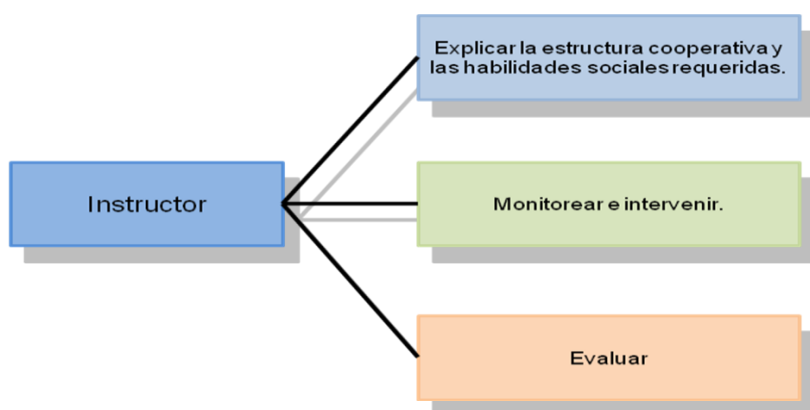 Explicar la estructura cooperativa y
las habilidades sociales requeridas.
Instructor
Monitorear e intervenir.
Evaluar